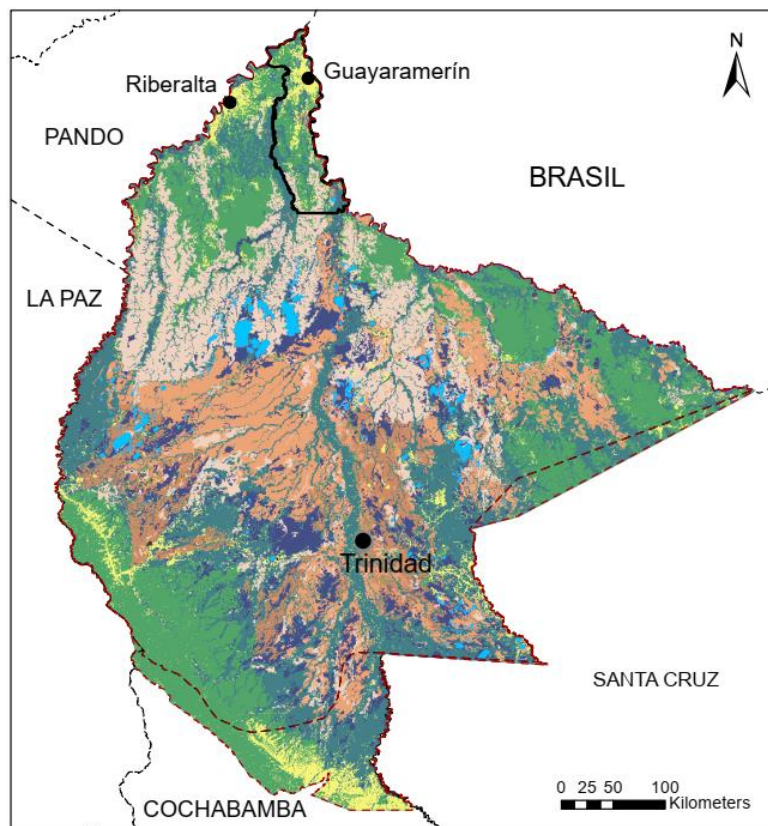 N
Riberalta
Guayaramerín
PANDO
BRASIL
LA PAZ
Trinidad
SANTA CRUZ
COCHABAMBA
0 25 50 100
Kilometers